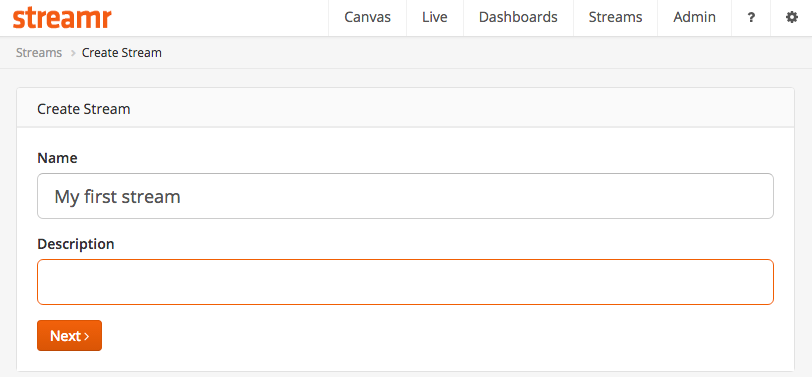 streamr
Canvas Live Dashboards Streams Admin ?
Streams > Create Stream
Create Stream
Name
My first stream
Description
Next >